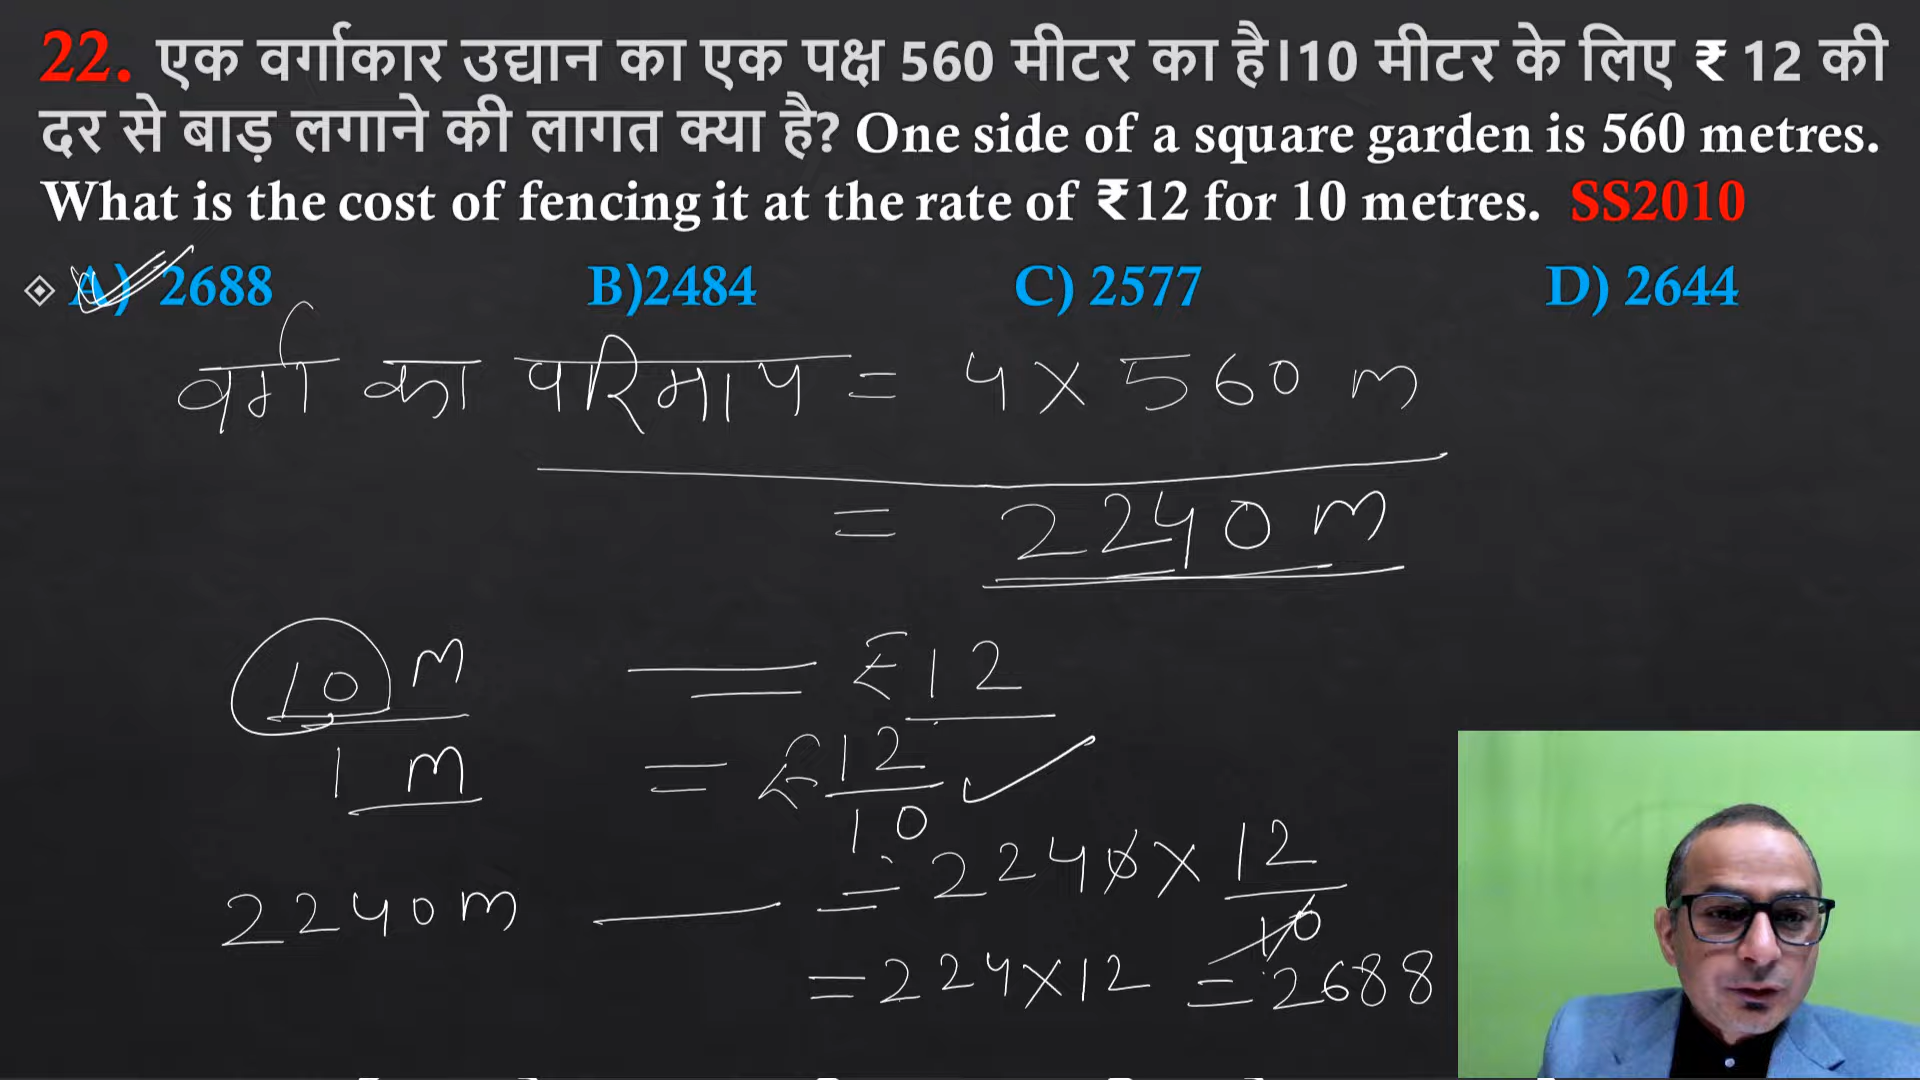 22. एक वर्गाकार उद्यान का एक पक्ष 560 मीटर का है।10 मीटर के लिए ₹ 12 की
दर से बाड़ लगाने की लागत क्या है? One side of a square garden is 560 metres.
What is the cost of fencing it at the rate of ₹12 for 10 metres. SS2010
A) 2688 B)2484 C) 2577 D) 2644
वर्ग का परिमाप = 4 × 560 m
= 2240 m
10 m = ₹12
1 m = ₹12/10
2240 m = 2240 × 12/10
= 224 × 12 = 2688